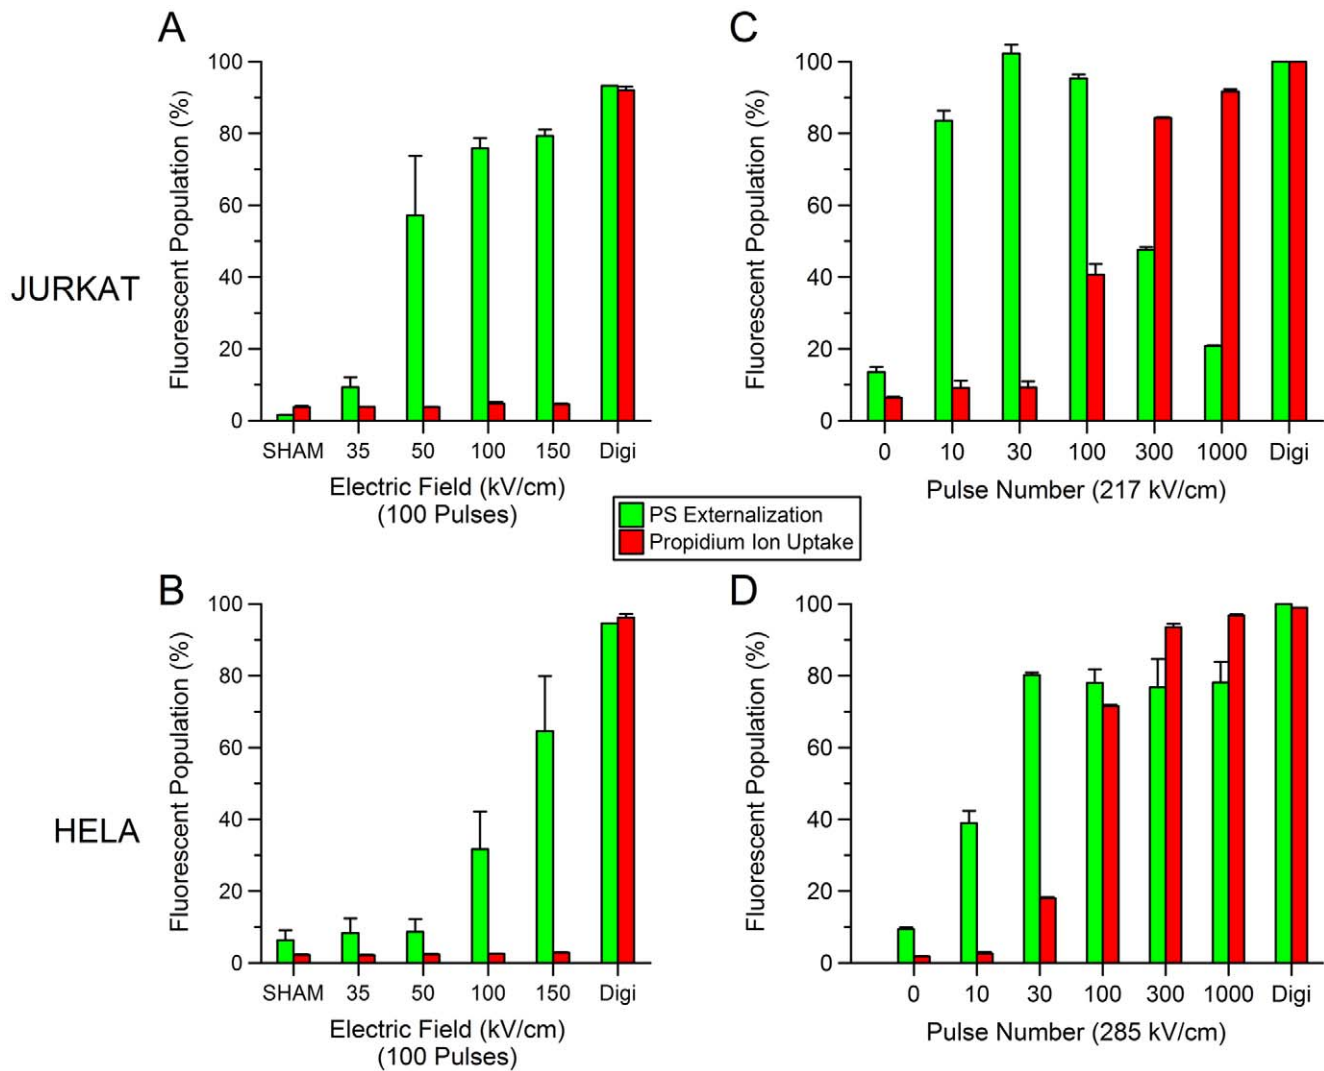 A
Fluorescent Population (%)
100
80
60
40
20
0
SHAM 35 50 100 150 Digi
Electric Field (kV/cm)
(100 Pulses)
C
Fluorescent Population (%)
100
80
60
40
20
0
0 10 30 100 300 1000 Digi
Pulse Number (217 kV/cm)
JURKAT
PS Externalization
Propidium Ion Uptake
B
Fluorescent Population (%)
100
80
60
40
20
0
SHAM 35 50 100 150 Digi
Electric Field (kV/cm)
(100 Pulses)
D
Fluorescent Population (%)
100
80
60
40
20
0
0 10 30 100 300 1000 Digi
Pulse Number (285 kV/cm)
HELA